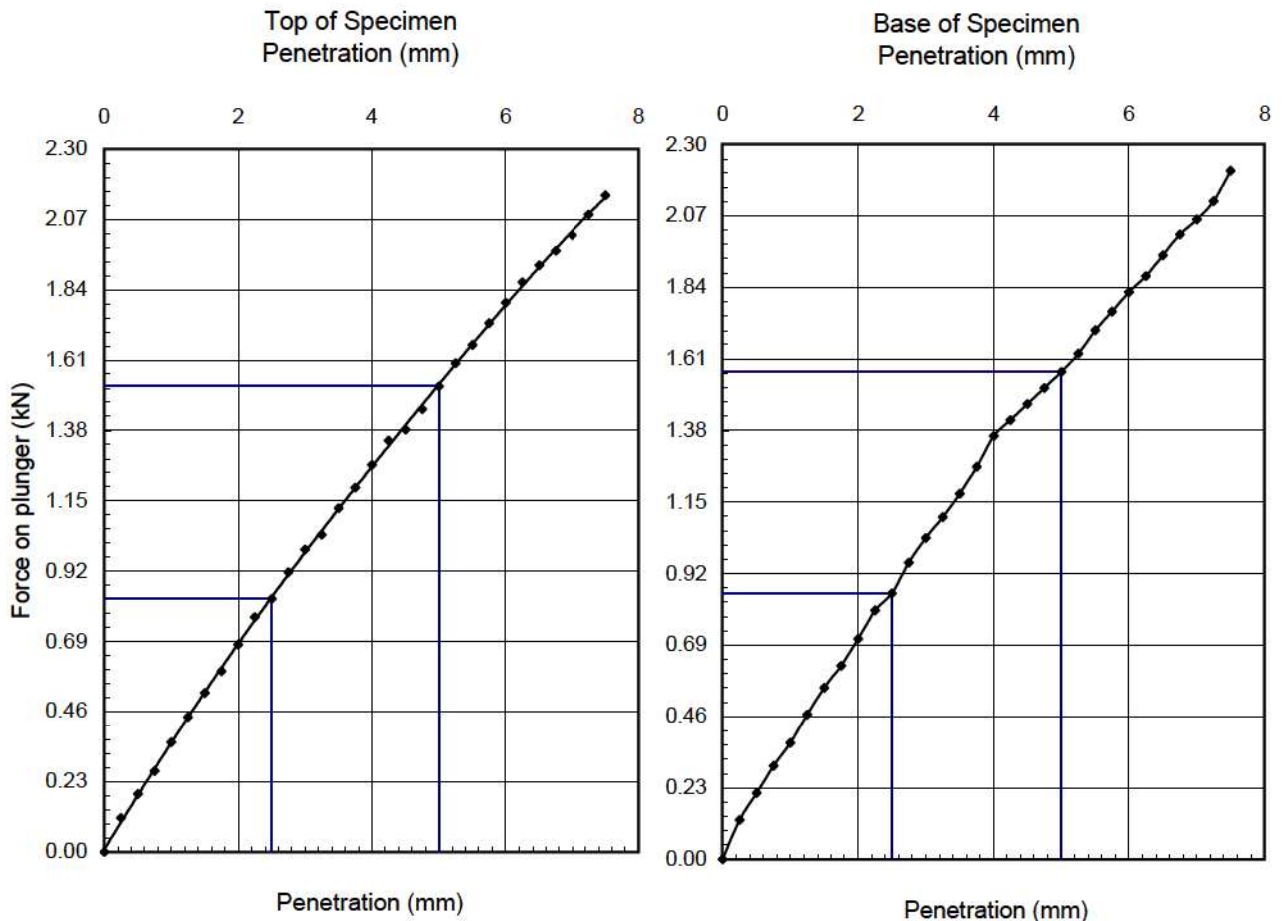 Top of Specimen
Penetration (mm)
0 2 4 6 8
2.30
2.07
1.84
1.61
1.38
1.15
0.92
0.69
0.46
0.23
0.00
Force on plunger (kN)
Penetration (mm)
Base of Specimen
Penetration (mm)
0 2 4 6 8
2.30
2.07
1.84
1.61
1.38
1.15
0.92
0.69
0.46
0.23
0.00
Penetration (mm)